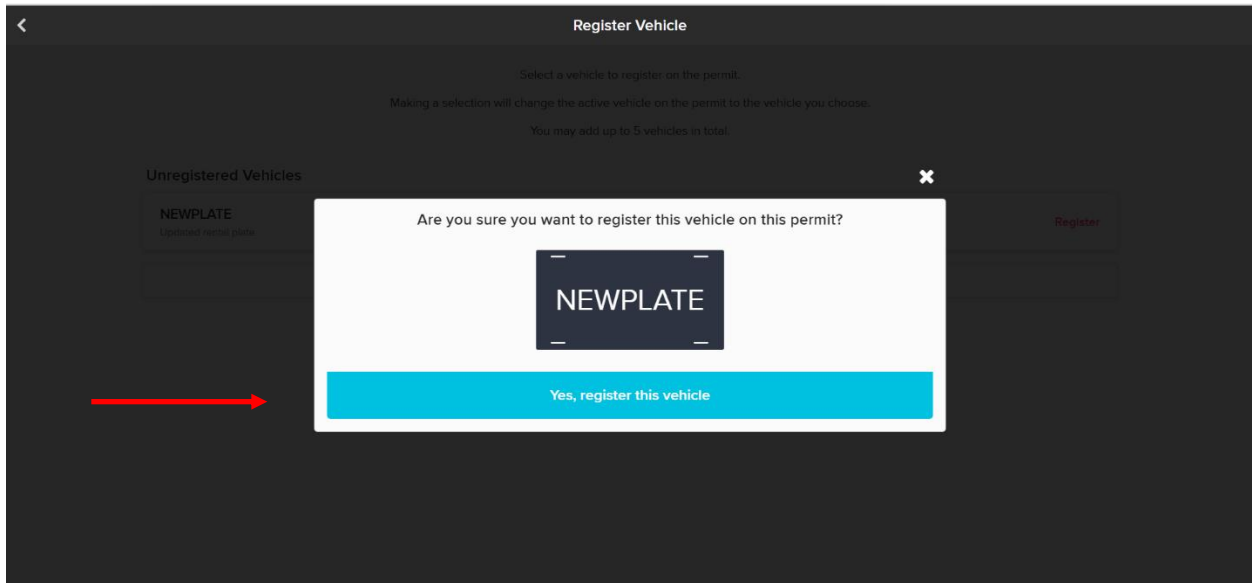 Register Vehicle
Select a vehicle to register on the permit.
Making a selection will change the active vehicle on the permit to the vehicle you choose.
You may add up to 5 vehicles in total.
Unregistered Vehicles
NEWPLATE
plate
Register
Are you sure you want to register this vehicle on this permit?
NEWPLATE
Yes, register this vehicle